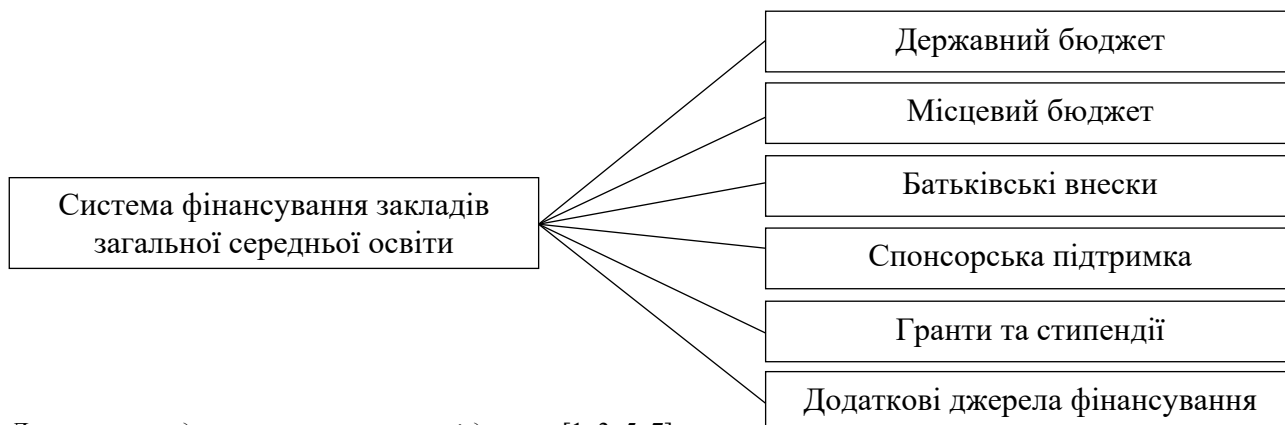 Державний бюджет
Місцевий бюджет
Батьківські внески
Система фінансування закладів
загальної середньої освіти
Спонсорська підтримка
Гранти та стипендії
Додаткові джерела фінансування